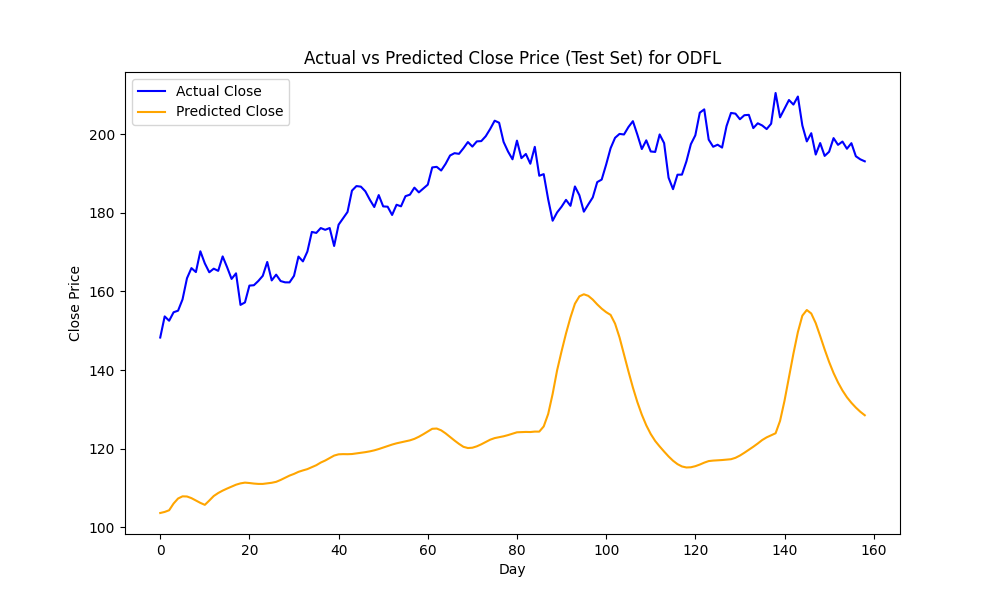 Actual vs Predicted Close Price (Test Set) for ODFL
Actual Close
Predicted Close
Close Price
200
180
160
140
120
100
0 20 40 60 80 100 120 140 160
Day